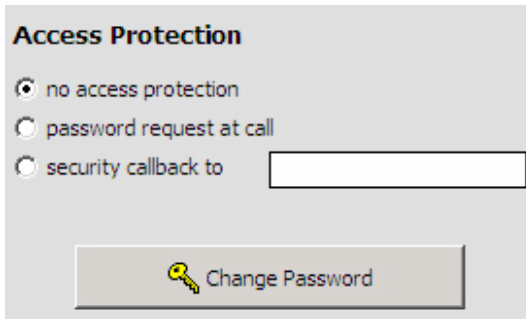 Access Protection
no access protection
password request at call
security callback to
Change Password